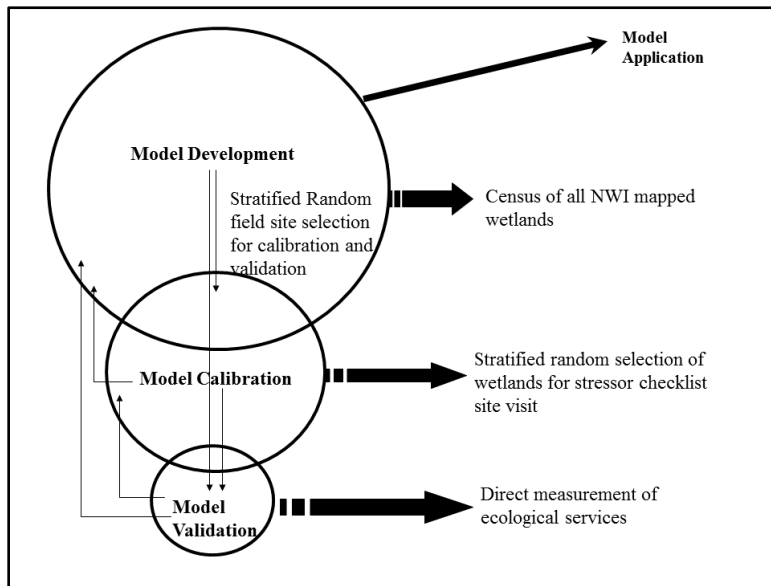 Model
Application
Model Development
Stratified Random
field site selection
for calibration and
validation
Census of all NWI mapped
wetlands
Model Calibration
Stratified random selection of
wetlands for stressor checklist
site visit
Model
Validation
Direct measurement of
ecological services